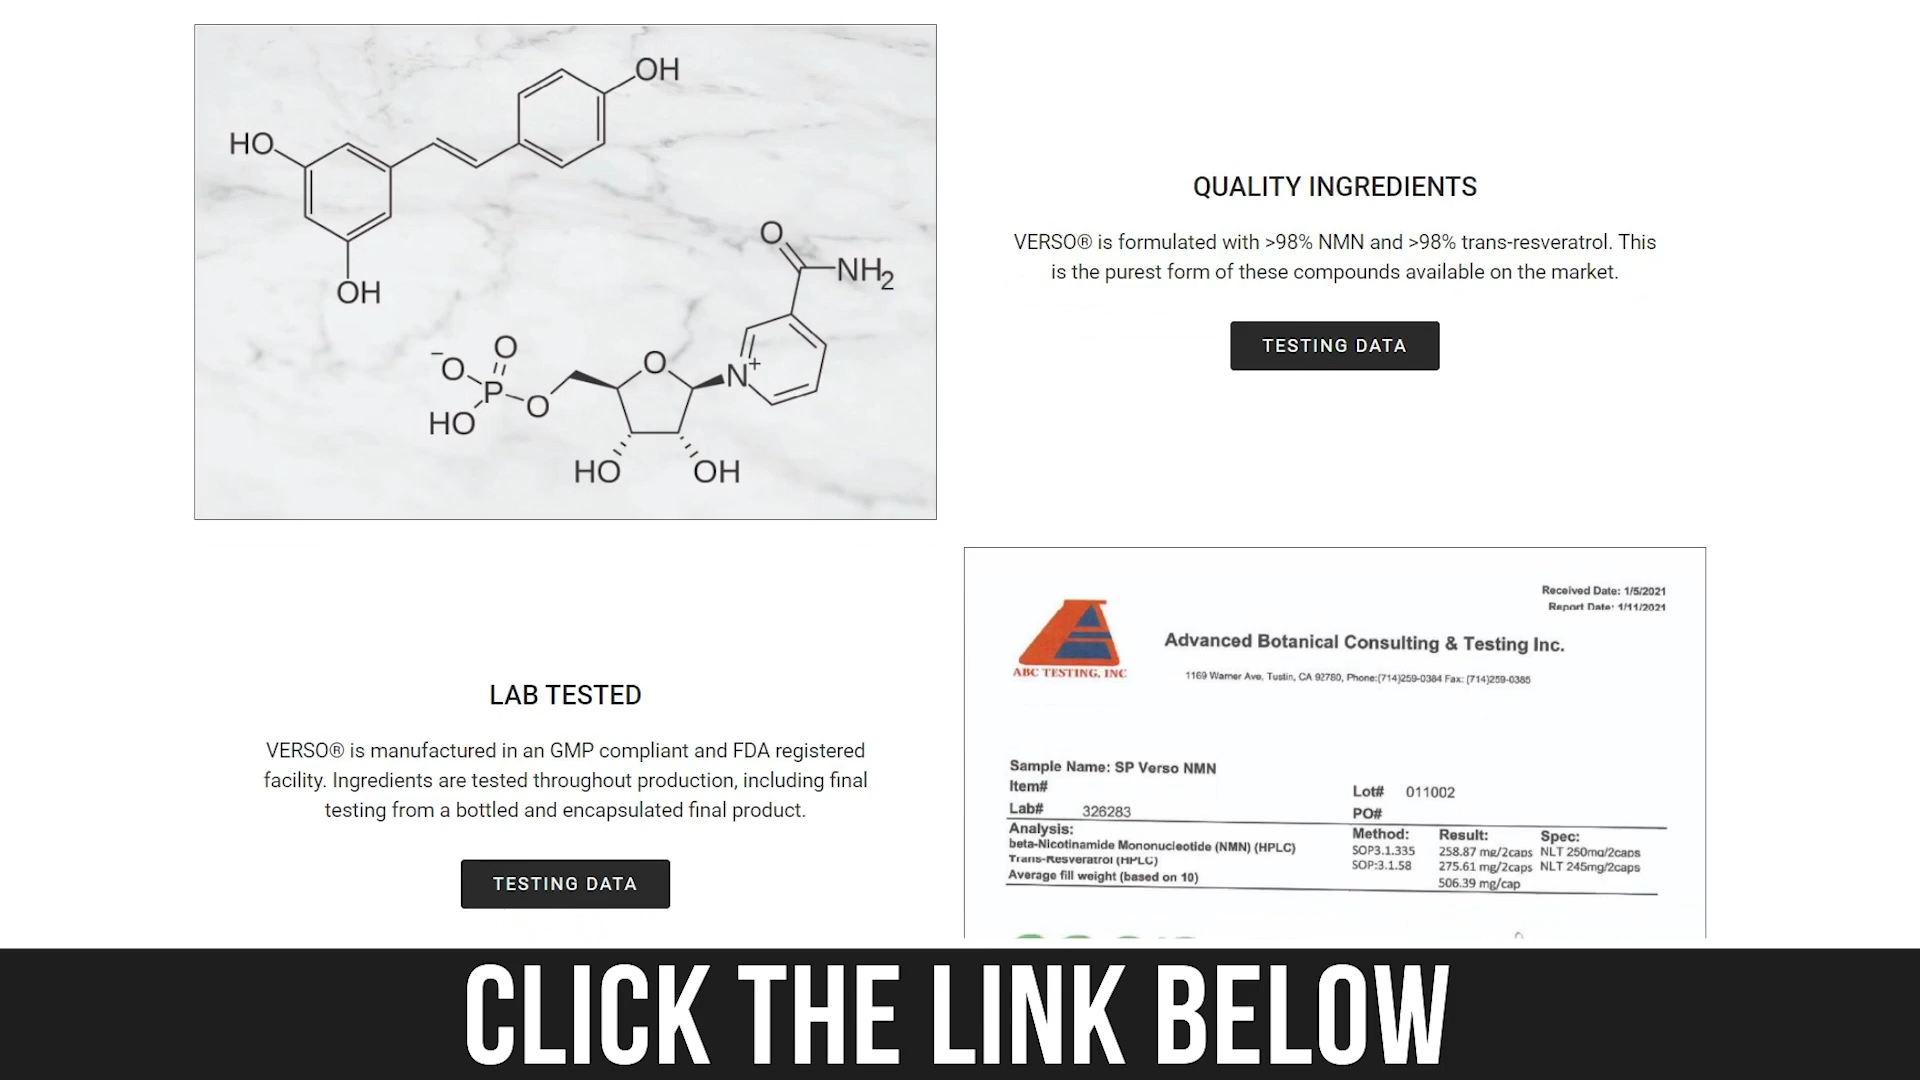 OH
HO
OH
O
NH2
O
−O
P
O
HO
O
N+
HO
OH
QUALITY INGREDIENTS
VERSO® is formulated with >98% NMN and >98% trans-resveratrol. This
is the purest form of these compounds available on the market.
TESTING DATA
LAB TESTED
VERSO® is manufactured in an GMP compliant and FDA registered
facility. Ingredients are tested throughout production, including final
testing from a bottled and encapsulated final product.
TESTING DATA
Received Date: 1/5/2021
Report Date: 1/11/2021
ABC TESTING, INC
Advanced Botanical Consulting & Testing Inc.
1169 Warner Ave, Tustin, CA 92780, Phone:(714)259-0384 Fax: (714)259-0385
Sample Name: SP Verso NMN
Item#
Lot# 011002
Lab# 326283
PO#
Analysis: Method: Result: Spec:
beta-Nicotinamide Mononucleotide (NMN) (HPLC) SOP3.1.335 258.87 mg/2caps NLT 250mg/2caps
Trans-Resveratrol (HPLC) SOP:3.1.58 275.61 mg/2caps NLT 245mg/2caps
Average fill weight (based on 10) 506.39 mg/cap
CLICK THE LINK BELOW